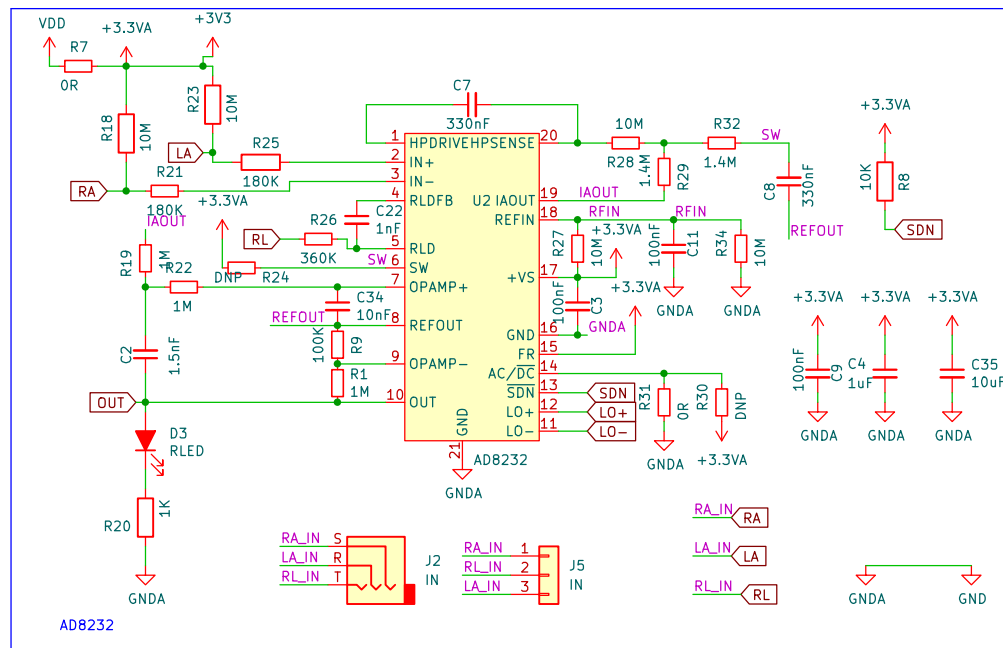 VDD
+3.3VA
+3V3
R7
0R
R18
10M
R23
10M
LA
R25
180K
RA
R21
180K
+3.3VA
IAOUT
RL
R26
360K
C22
1nF
SW
R24
DNP
R19
1M
R22
1M
C34
10nF
REFOUT
100K
R9
R1
1M
C2
1.5nF
OUT
D3
RLED
R20
1K
GNDA
C7
330nF
1 HPDRIVE
2 IN+
3 IN-
4 RLDFB
5 RLD
6 SW
7 OPAMP+
8 REFOUT
9 OPAMP-
10 OUT
HPSENSE 20
U2 IAOUT 19
REFIN 18
+VS 17
GND 16
FR 15
AC/DC 14
SDN 13
LO+ 12
LO- 11
GND
21
AD8232
GNDA
10M
R28
1.4M
R29
R32
1.4M
SW
C8
330nF
REFOUT
IAOUT
RFIN
RFIN
R27
10M
+3.3VA
100nF
C11
R34
10M
GNDA
GNDA
100nF
C3
+3.3VA
GNDA
SDN
LO+
LO-
R31
0R
GNDA
R30
DNP
+3.3VA
+3.3VA
10K
R8
SDN
+3.3VA
+3.3VA
+3.3VA
100nF
C9
C4
1uF
C35
10uF
GNDA
GNDA
GNDA
RA_IN S
LA_IN R
RL_IN T
J2
IN
RA_IN 1
RL_IN 2
LA_IN 3
J5
IN
RA_IN RA
LA_IN LA
RL_IN RL
GNDA
GND
AD8232